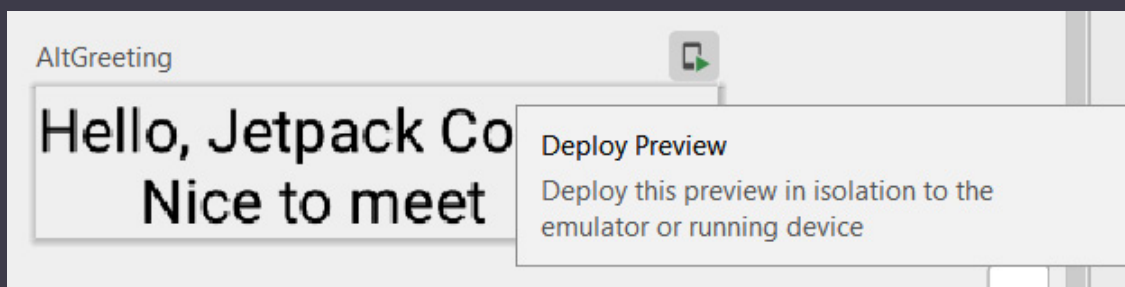 AltGreeting
Hello, Jetpack Co
Nice to meet
Deploy Preview
Deploy this preview in isolation to the
emulator or running device